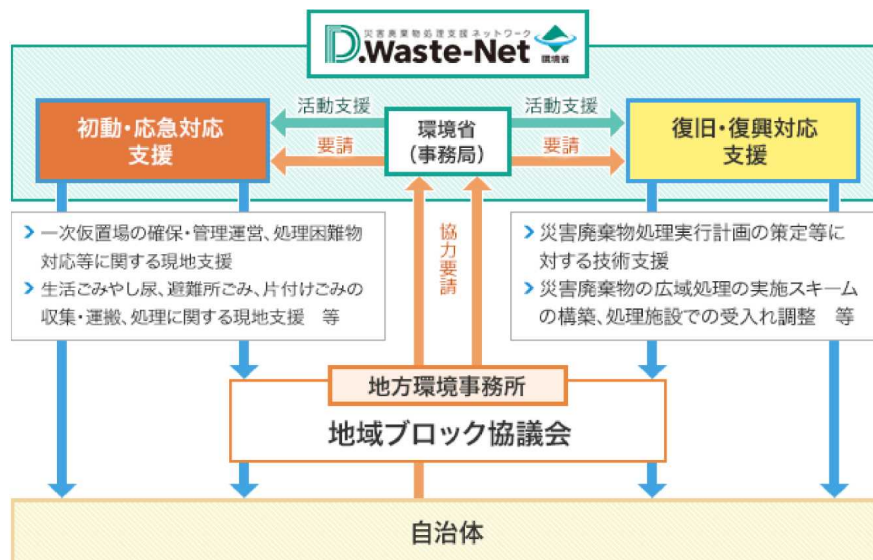 災害廃棄物処理支援ネットワーク
D.Waste-Net
環境省
初動・応急対応
支援
活動支援
要請
環境省
(事務局)
活動支援
要請
復旧・復興対応
支援
一次仮置場の確保・管理運営、処理困難物
対応等に関する現地支援
生活ごみやし尿、避難所ごみ、片付けごみの
収集・運搬、処理に関する現地支援 等
協力要請
災害廃棄物処理実行計画の策定等に
対する技術支援
災害廃棄物の広域処理の実施スキーム
の構築、処理施設での受入れ調整 等
地方環境事務所
地域ブロック協議会
自治体